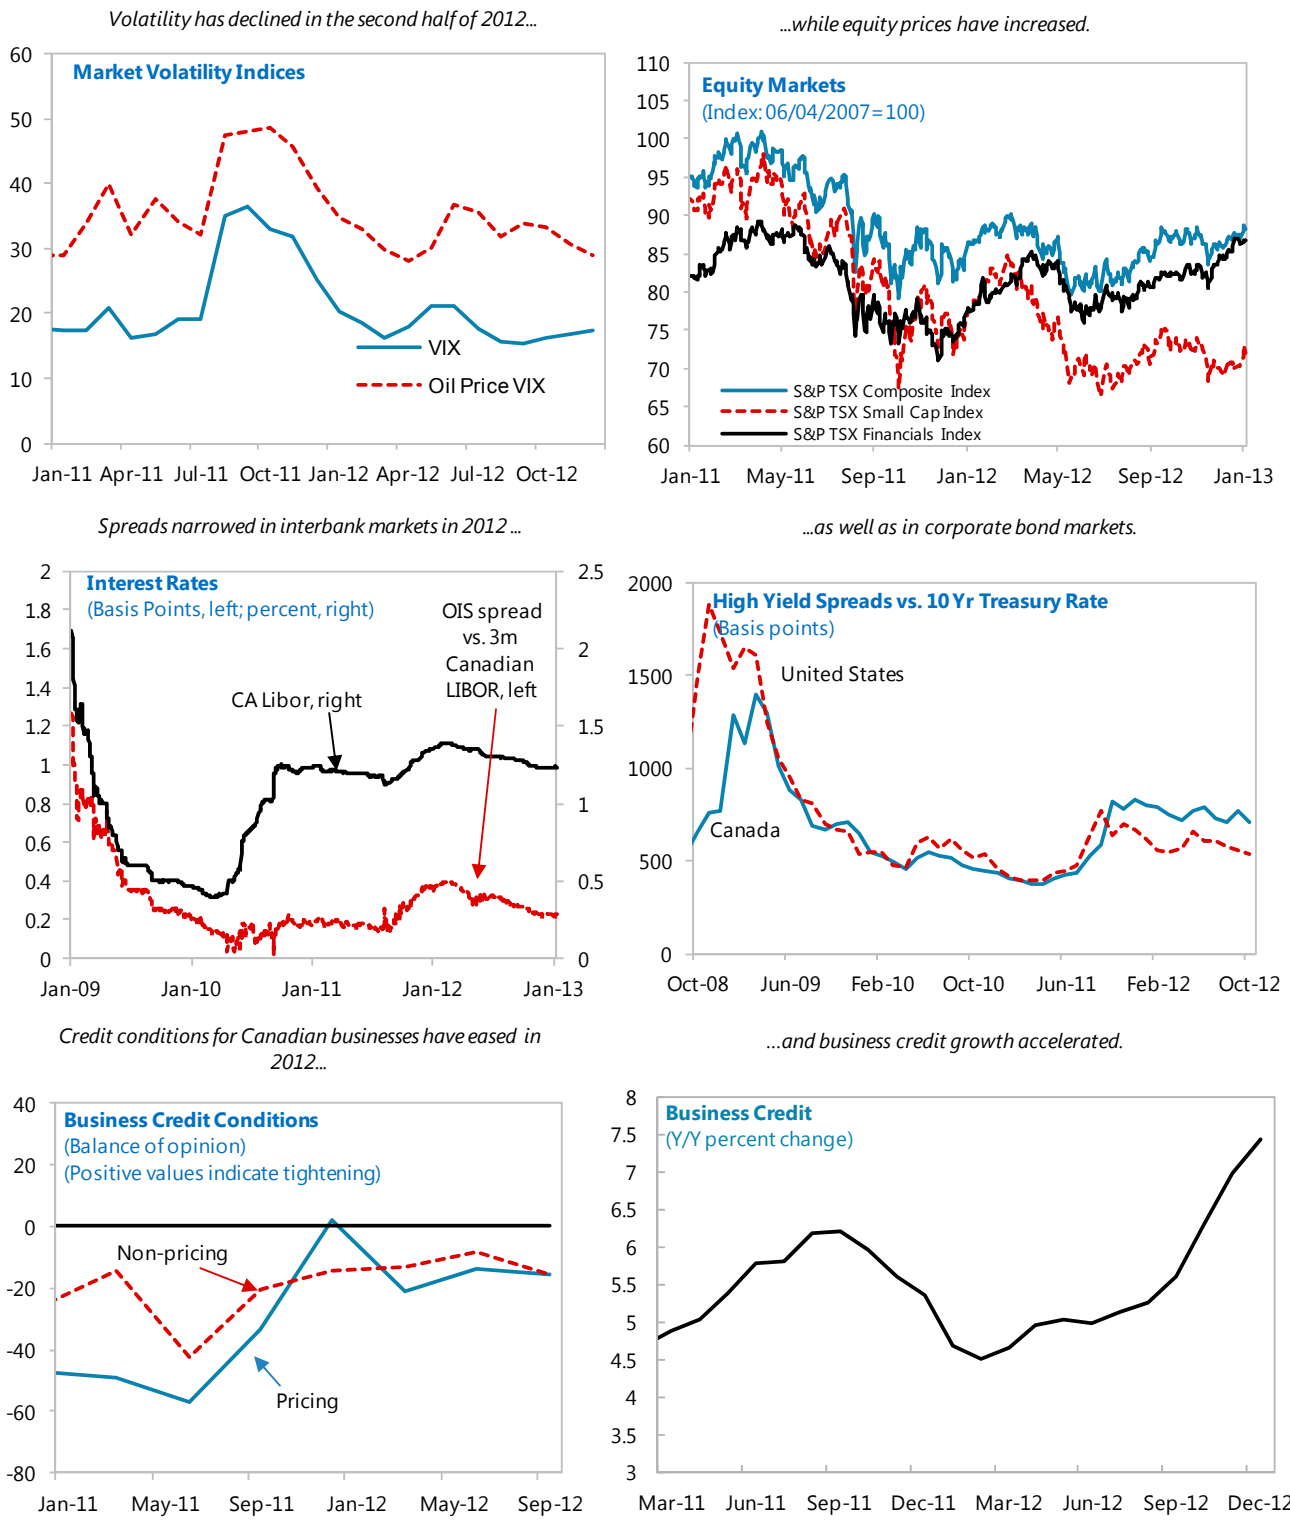 Volatility has declined in the second half of 2012...
Market Volatility Indices
60
50
40
30
20
10
0
VIX
Oil Price VIX
Jan-11 Apr-11 Jul-11 Oct-11 Jan-12 Apr-12 Jul-12 Oct-12
...while equity prices have increased.
Equity Markets
(Index: 06/04/2007=100)
110
105
100
95
90
85
80
75
70
65
60
S&P TSX Composite Index
S&P TSX Small Cap Index
S&P TSX Financials Index
Jan-11 May-11 Sep-11 Jan-12 May-12 Sep-12 Jan-13
Spreads narrowed in interbank markets in 2012 ...
Interest Rates
(Basis Points, left; percent, right)
2
1.8
1.6
1.4
1.2
1
0.8
0.6
0.4
0.2
0
2.5
2
1.5
1
0.5
0
OIS spread
vs. 3m
Canadian
LIBOR, left
CA Libor, right
Jan-09 Jan-10 Jan-11 Jan-12 Jan-13
...as well as in corporate bond markets.
High Yield Spreads vs. 10 Yr Treasury Rate
(Basis points)
2000
1500
1000
500
0
United States
Canada
Oct-08 Jun-09 Feb-10 Oct-10 Jun-11 Feb-12 Oct-12
Credit conditions for Canadian businesses have eased in
2012...
Business Credit Conditions
(Balance of opinion)
(Positive values indicate tightening)
40
20
0
-20
-40
-60
-80
Non-pricing
Pricing
Jan-11 May-11 Sep-11 Jan-12 May-12 Sep-12
...and business credit growth accelerated.
Business Credit
(Y/Y percent change)
8
7.5
7
6.5
6
5.5
5
4.5
4
3.5
3
Mar-11 Jun-11 Sep-11 Dec-11 Mar-12 Jun-12 Sep-12 Dec-12